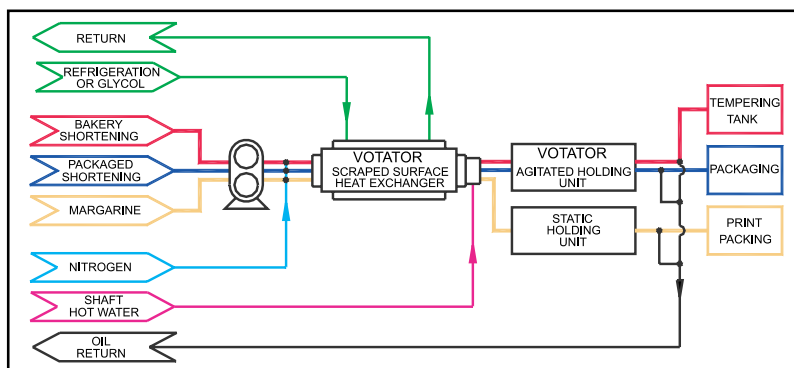 RETURN
REFRIGERATION
OR GLYCOL
BAKERY
SHORTENING
PACKAGED
SHORTENING
MARGARINE
NITROGEN
SHAFT
HOT WATER
OIL
RETURN
VOTATOR
SCRAPED SURFACE
HEAT EXCHANGER
VOTATOR
AGITATED HOLDING
UNIT
STATIC
HOLDING
UNIT
TEMPERING
TANK
PACKAGING
PRINT
PACKING